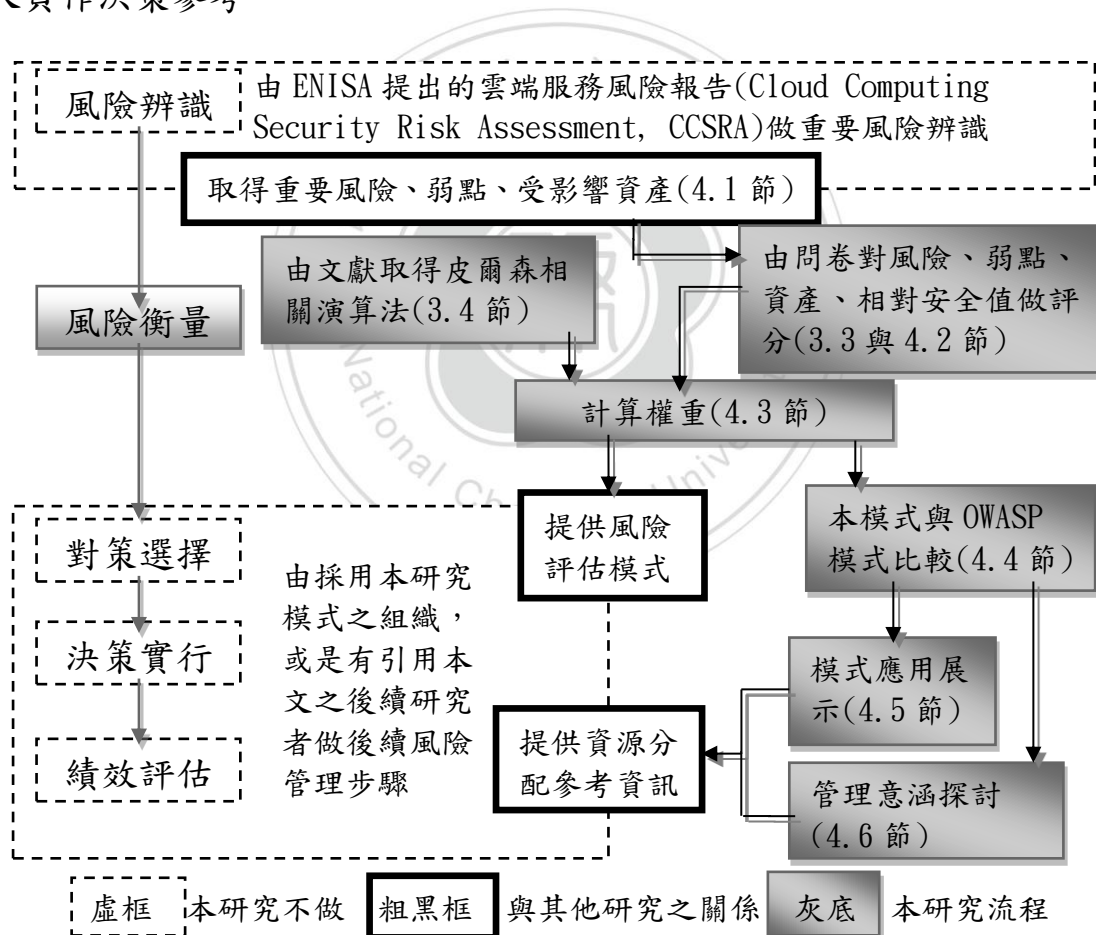 員作決策參考
風險辨識
由 ENISA 提出的雲端服務風險報告(Cloud Computing
Security Risk Assessment, CCSRA)做重要風險辨識
取得重要風險、弱點、受影響資產(4.1 節)
由文獻取得皮爾森相
關演算法(3.4 節)
由問卷對風險、弱點、
資產、相對安全值做評
分(3.3 與 4.2 節)
風險衡量
計算權重(4.3 節)
National Ch
Univ
對策選擇
決策實行
績效評估
由採用本研究
模式之組織，
或是有引用本
文之後續研究
者做後續風險
管理步驟
提供風險
評估模式
本模式與 OWASP
模式比較(4.4 節)
模式應用展
示(4.5 節)
提供資源分
配參考資訊
管理意涵探討
(4.6 節)
虛框 本研究不做 粗黑框 與其他研究之關係 灰底 本研究流程